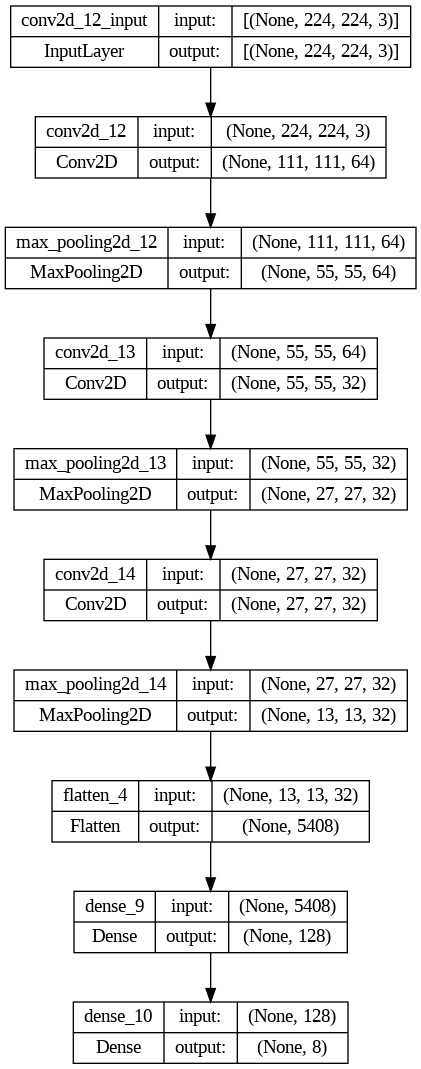 conv2d_12_input input: [(None, 224, 224, 3)]
InputLayer output: [(None, 224, 224, 3)]
conv2d_12 input: (None, 224, 224, 3)
Conv2D output: (None, 111, 111, 64)
max_pooling2d_12 input: (None, 111, 111, 64)
MaxPooling2D output: (None, 55, 55, 64)
conv2d_13 input: (None, 55, 55, 64)
Conv2D output: (None, 55, 55, 32)
max_pooling2d_13 input: (None, 55, 55, 32)
MaxPooling2D output: (None, 27, 27, 32)
conv2d_14 input: (None, 27, 27, 32)
Conv2D output: (None, 27, 27, 32)
max_pooling2d_14 input: (None, 27, 27, 32)
MaxPooling2D output: (None, 13, 13, 32)
flatten_4 input: (None, 13, 13, 32)
Flatten output: (None, 5408)
dense_9 input: (None, 5408)
Dense output: (None, 128)
dense_10 input: (None, 128)
Dense output: (None, 8)